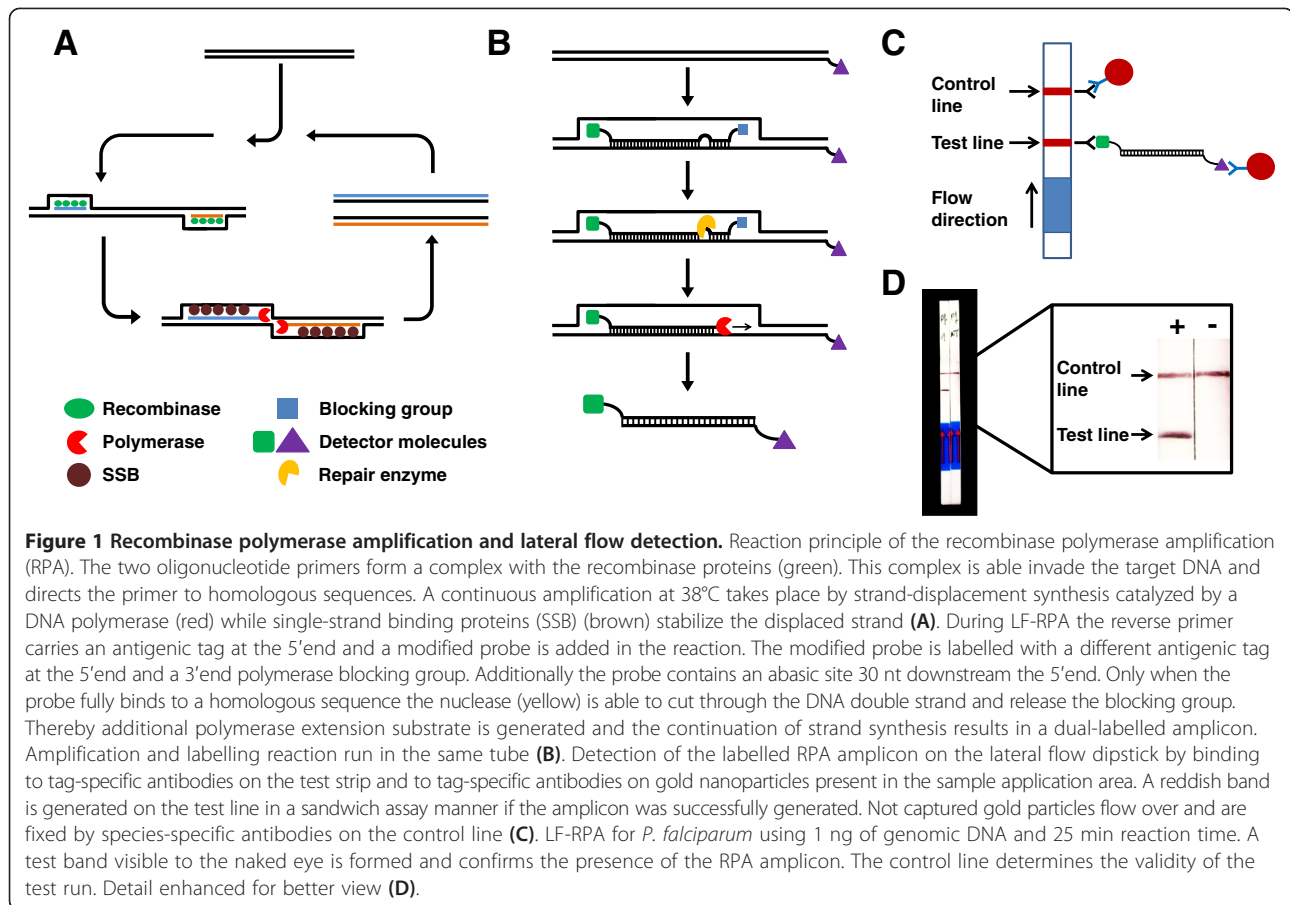 A
B
C
Control line
Test line
Flow direction
D
+ -
Control line
Test line
Recombinase
Polymerase
SSB
Blocking group
Detector molecules
Repair enzyme
Figure 1 Recombinase polymerase amplification and lateral flow detection. Reaction principle of the recombinase polymerase amplification
(RPA). The two oligonucleotide primers form a complex with the recombinase proteins (green). This complex is able invade the target DNA and
directs the primer to homologous sequences. A continuous amplification at 38°C takes place by strand-displacement synthesis catalyzed by a
DNA polymerase (red) while single-strand binding proteins (SSB) (brown) stabilize the displaced strand (A). During LF-RPA the reverse primer
carries an antigenic tag at the 5′end and a modified probe is added in the reaction. The modified probe is labelled with a different antigenic tag
at the 5′end and a 3′end polymerase blocking group. Additionally the probe contains an abasic site 30 nt downstream the 5′end. Only when the
probe fully binds to a homologous sequence the nuclease (yellow) is able to cut through the DNA double strand and release the blocking group.
Thereby additional polymerase extension substrate is generated and the continuation of strand synthesis results in a dual-labelled amplicon.
Amplification and labelling reaction run in the same tube (B). Detection of the labelled RPA amplicon on the lateral flow dipstick by binding
to tag-specific antibodies on the test strip and to tag-specific antibodies on gold nanoparticles present in the sample application area. A reddish band
is generated on the test line in a sandwich assay manner if the amplicon was successfully generated. Not captured gold particles flow over and are
fixed by species-specific antibodies on the control line (C). LF-RPA for P. falciparum using 1 ng of genomic DNA and 25 min reaction time. A
test band visible to the naked eye is formed and confirms the presence of the RPA amplicon. The control line determines the validity of the
test run. Detail enhanced for better view (D).